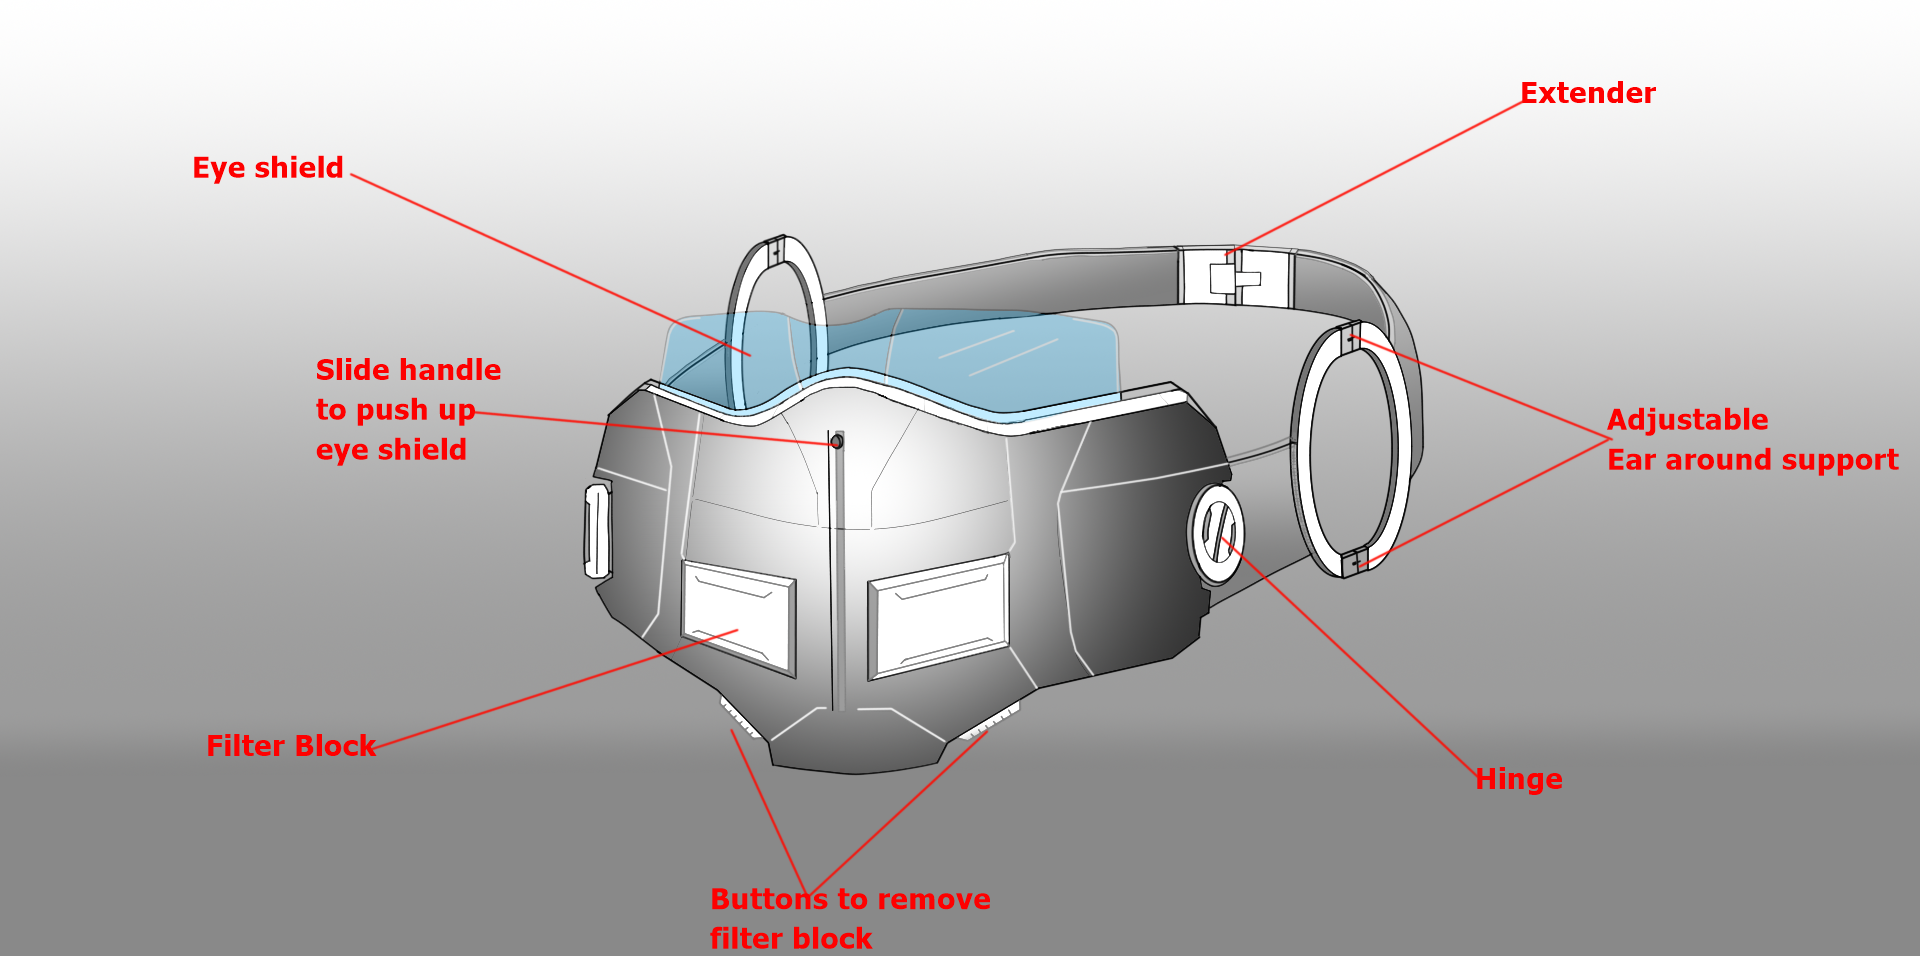 Extender
Eye shield
Slide handle
to push up
eye shield
Adjustable
Ear around support
Filter Block
Hinge
Buttons to remove
filter block